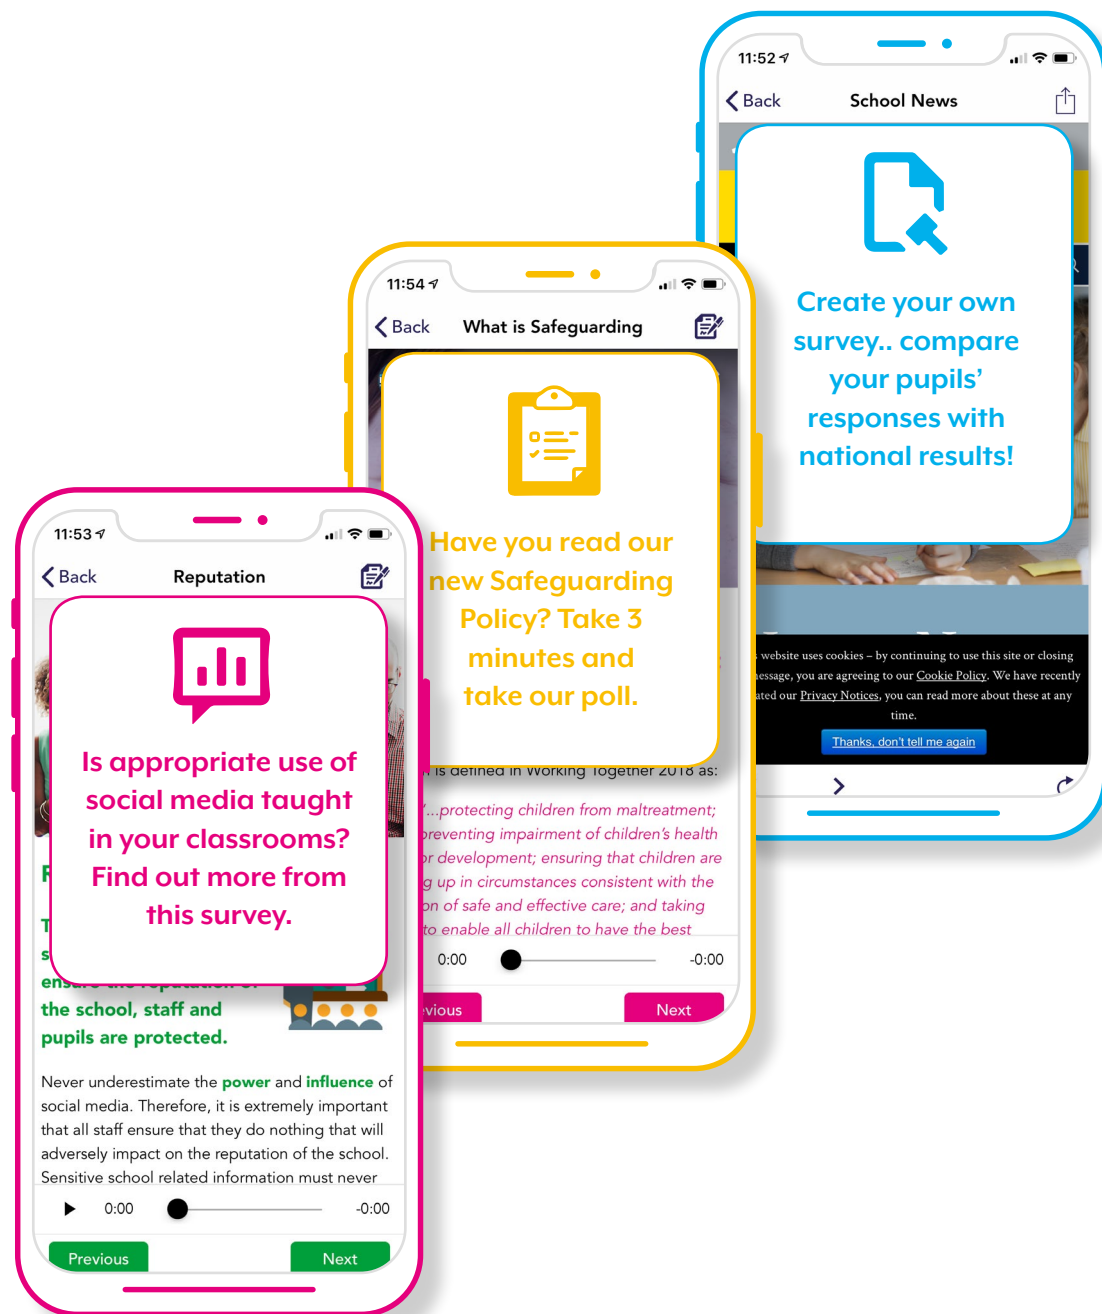 11:52
Back
School News
Create your own
survey.. compare
your pupils'
responses with
national results!
website uses cookies – by continuing to use this site or closing
message, you are agreeing to our Cookie Policy. We have recently
our Privacy Notices, you can read more about these at any
time.
Thanks, don't tell me again
11:54
Back
What is Safeguarding
Have you read our
new Safeguarding
Policy? Take 3
minutes and
take our poll.
is defined in Working Together 2018 as:
'...protecting children from maltreatment;
preventing impairment of children's health
or development; ensuring that children are
up in circumstances consistent with the
of safe and effective care; and taking
to enable all children to have the best
0:00
-0:00
Next
11:53
Back
Reputation
Is appropriate use of
social media taught
in your classrooms?
Find out more from
this survey.
ensure the reputation of
the school, staff and
pupils are protected.
Never underestimate the power and influence of
social media. Therefore, it is extremely important
that all staff ensure that they do nothing that will
adversely impact on the reputation of the school.
Sensitive school related information must never
0:00
-0:00
Previous
Next